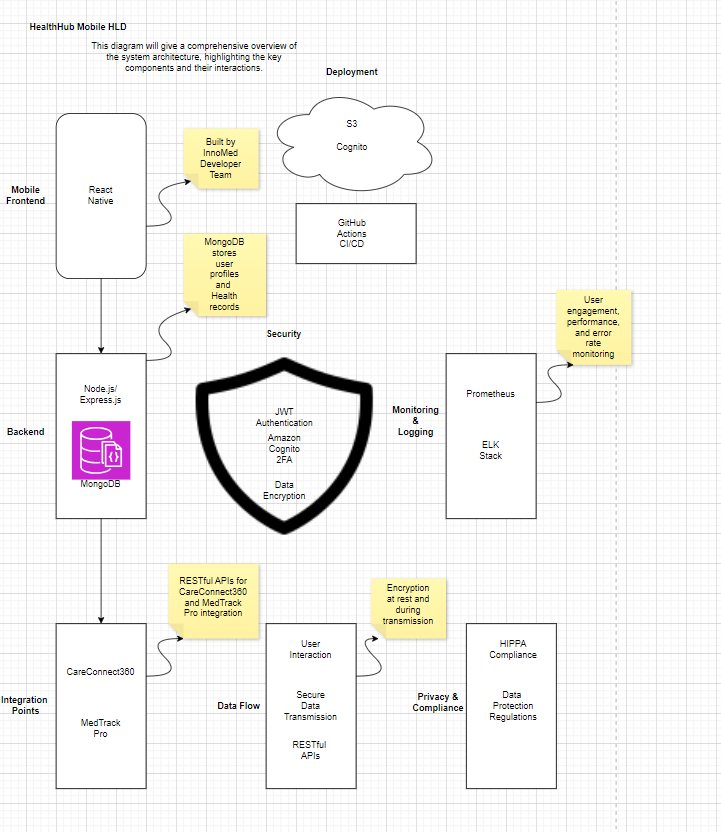 HealthHub Mobile HLD
This diagram will give a comprehensive overview of
the system architecture, highlighting the key
components and their interactions.
Deployment
S3
Cognito
Built by
InnoMed
Developer
Team
Mobile
Frontend
React
Native
GitHub
Actions
CI/CD
MongoDB
stores
user
profiles
and
Health
records
User
engagement,
performance,
and error
rate
monitoring
Security
Node.js/
Express.js
MongoDB
Backend
JWT
Authentication
Amazon
Cognito
2FA
Data
Encryption
Monitoring
&
Logging
Prometheus
ELK
Stack
RESTful APIs for
CareConnect360
and MedTrack
Pro integration
Encryption
at rest and
during
transmission
Integration
Points
CareConnect360
MedTrack
Pro
Data Flow
User
Interaction
Secure
Data
Transmission
RESTful
APIs
Privacy &
Compliance
HIPPA
Compliance
Data
Protection
Regulations